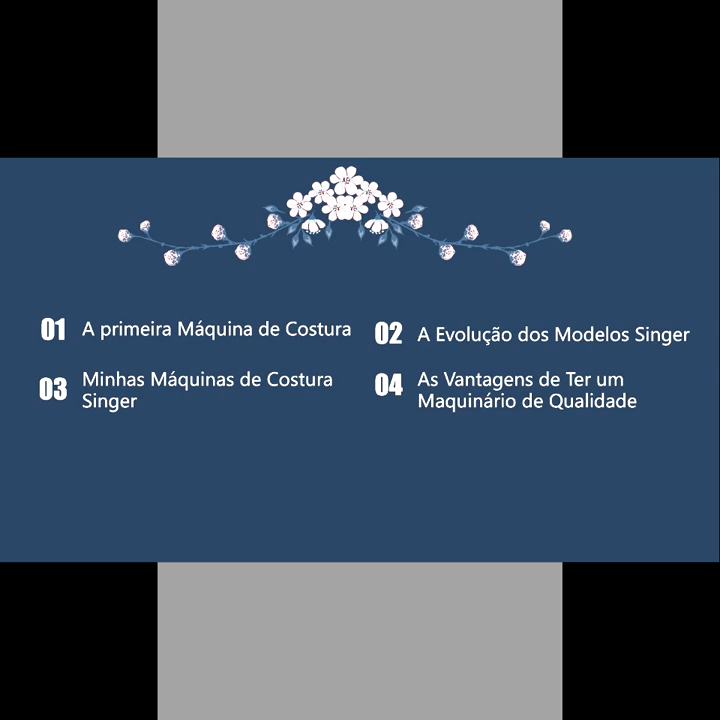 01 A primeira Máquina de Costura
02 A Evolução dos Modelos Singer
03 Minhas Máquinas de Costura
Singer
04 As Vantagens de Ter um
Maquinário de Qualidade